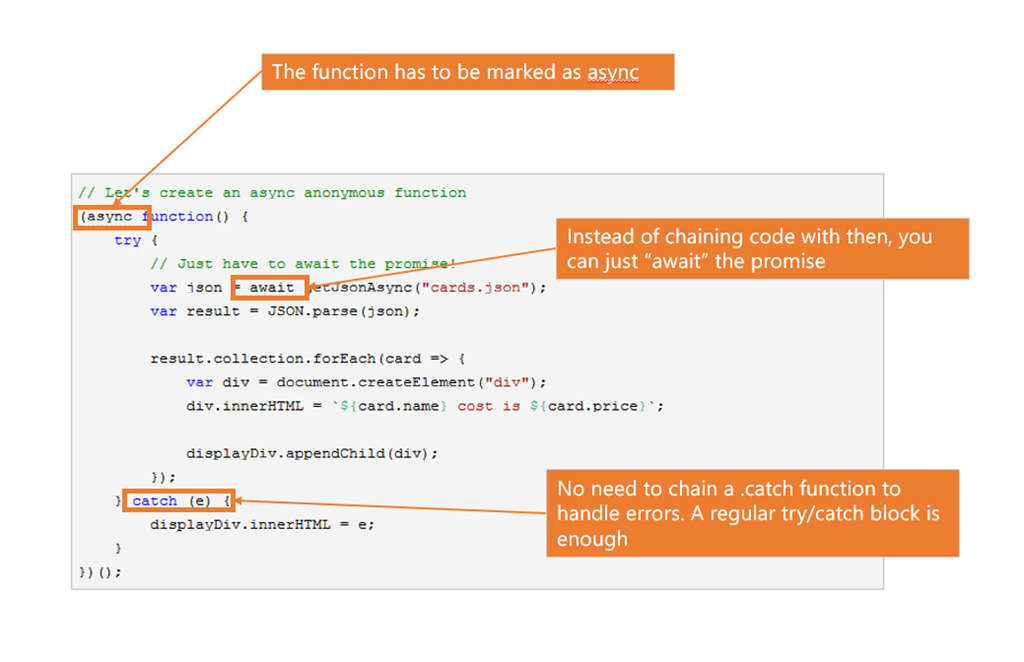 The function has to be marked as async
// Let's create an async anonymous function
(async function() {
try {
Instead of chaining code with then, you
can just “await” the promise
// Just have to await the promise!
var json = await getJsonAsync("cards.json");
var result = JSON.parse(json);
result.collection.forEach(card => {
var div = document.createElement("div");
div.innerHTML = `${card.name} cost is ${card.price}`;
displayDiv.appendChild(div);
});
} catch (e) {
No need to chain a .catch function to
handle errors. A regular try/catch block is
enough
displayDiv.innerHTML = e;
}
})();